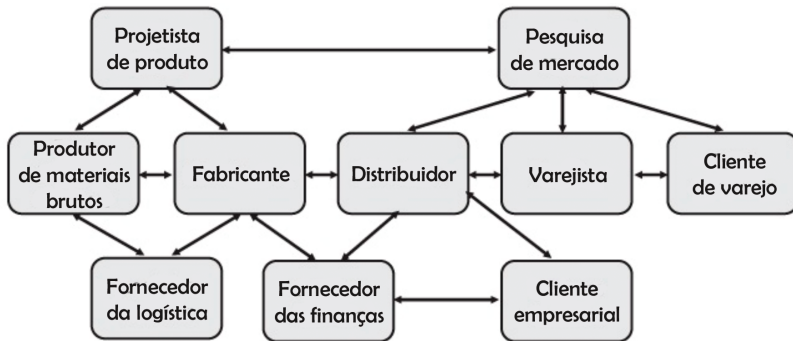 Projetista
de produto
Pesquisa
de mercado
Produtor
de materiais
brutos
Fabricante
Distribuidor
Varejista
Cliente
de varejo
Fornecedor
da logística
Fornecedor
das finanças
Cliente
empresarial